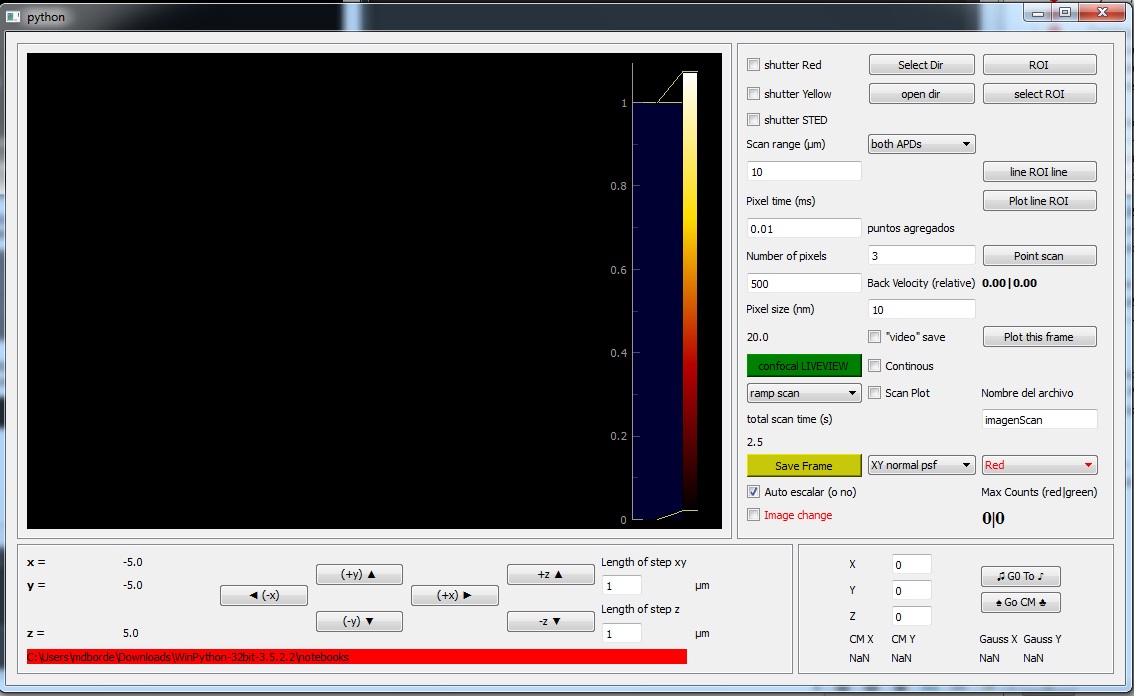 python
1
0.8
0.6
0.4
0.2
0
shutter Red
Select Dir
ROI
shutter Yellow
open dir
select ROI
shutter STED
Scan range (µm)
both APDs
10
line ROI line
Pixel time (ms)
Plot line ROI
0.01
puntos agregados
Number of pixels
3
Point scan
500
Back Velocity (relative)
0.00|0.00
Pixel size (nm)
10
20.0
"video" save
Plot this frame
confocal LIVEVIEW
Continous
ramp scan
Scan Plot
Nombre del archivo
total scan time (s)
imagenScan
2.5
Save Frame
XY normal psf
Red
Auto escalar (o no)
Max Counts (red|green)
Image change
0|0
x =
-5.0
y =
-5.0
z =
5.0
(+y) ▲
◄ (-x)
(+x) ►
(-y) ▼
+z ▲
-z ▼
Length of step xy
1
µm
Length of step z
1
µm
C:\Users\mdborde\Downloads\WinPython-32bit-3.5.2.2\notebooks
X
0
Y
0
Z
0
♫ G0 To ♪
♠ Go CM ♣
CM X
CM Y
Gauss X
Gauss Y
NaN
NaN
NaN
NaN